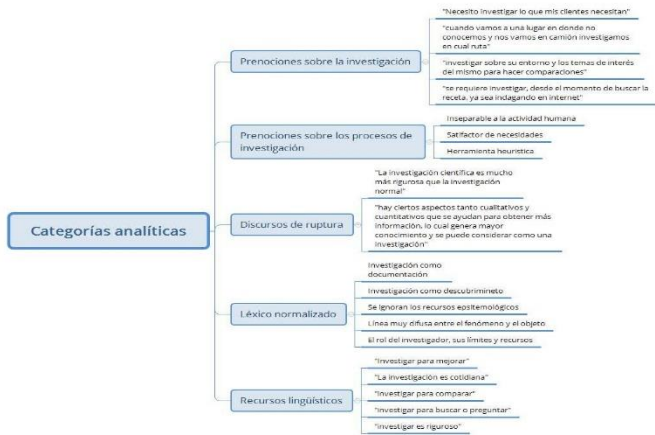 Categorías analíticas
Prenociones sobre la investigación
"Necesito investigar lo que mis clientes necesitan"
"cuando vamos a una lugar en donde no
conocemos y nos vamos en camión investigamos
en cual ruta"
"investigar sobre su entorno y los temas de interés
del mismo para hacer comparaciones"
"se requiere investigar, desde el momento de buscar la
receta, ya sea indagando en internet"
Prenociones sobre los procesos de
investigación
Inseparable a la actividad humana
Satifactor de necesidades
Herramienta heurística
Discursos de ruptura
"La investigación científica es mucho
más rigurosa que la investigación
normal"
"hay ciertos aspectos tanto cualitativos y
cuantitativos que se ayudan para obtener más
información, lo cual genera mayor
conocimiento y se puede considerar como una
investigación"
Léxico normalizado
Investigación como
documentación
Investigación como descubrimineto
Se ignoran los recursos epistemológicos
Línea muy difusa entre el fenómeno y el objeto
El rol del investigador, sus límites y recursos
Recursos lingüísticos
"Investigar para mejorar"
"La investigación es cotidiana"
"Investigar para comparar"
"Investigar para buscar o preguntar"
"Investigar es riguroso"